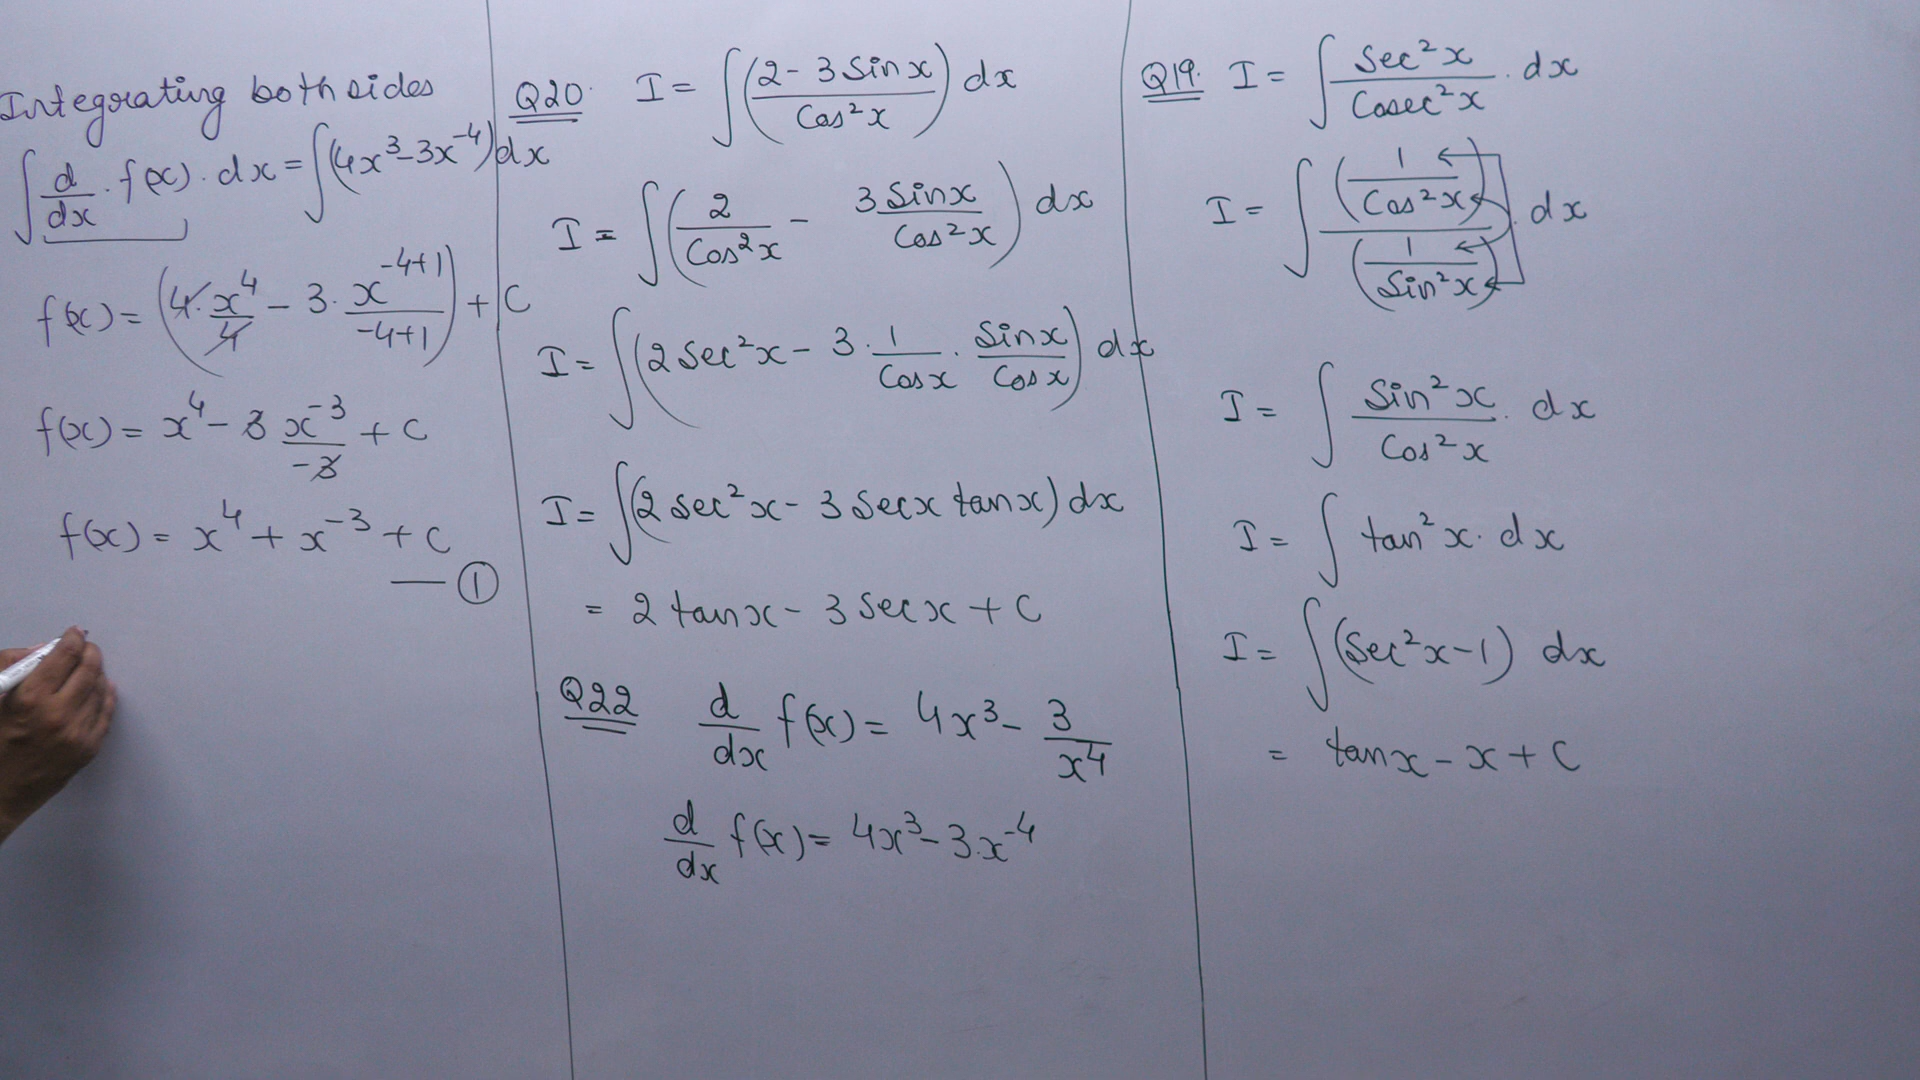 Integrating both sides
∫ d/dx · f(x) · dx = ∫(4x³ - 3x⁻⁴) dx
f(x) = (4 · x⁴/4 - 3 · x⁻⁴⁺¹/-4+1) + C
f(x) = x⁴ - 3 x⁻³/-3 + C
f(x) = x⁴ + x⁻³ + C
— ①
Q20. I = ∫((2 - 3 Sinx)/Cos²x) dx
I = ∫(2/Cos²x - 3 Sinx/Cos²x) dx
I = ∫(2 Sec²x - 3 · 1/Cosx · Sinx/Cosx) dx
I = ∫(2 Sec²x - 3 Secx tanx) dx
= 2 tanx - 3 Secx + C
Q22 d/dx f(x) = 4x³ - 3/x⁴
d/dx f(x) = 4x³ - 3.x⁻⁴
Q19. I = ∫ Sec²x/Cosec²x · dx
I = ∫ (1/Cos²x)/(1/Sin²x) · dx
I = ∫ Sin²x/Cos²x · dx
I = ∫ tan²x · dx
I = ∫(Sec²x - 1) dx
= tanx - x + C